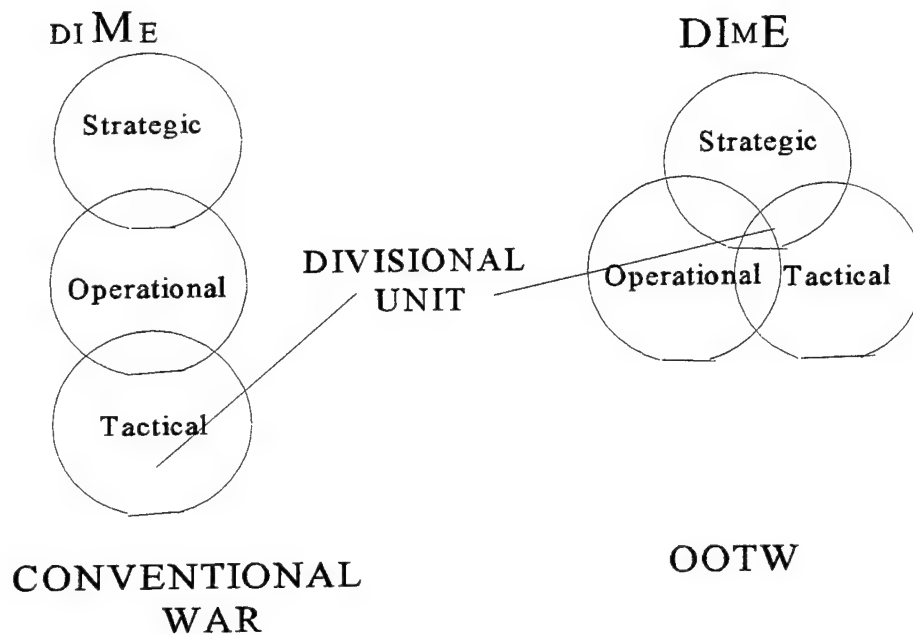 DIME
Strategic
Operational
Tactical
CONVENTIONAL
WAR
DIVISIONAL
UNIT
DIME
Strategic
Operational
Tactical
OOTW